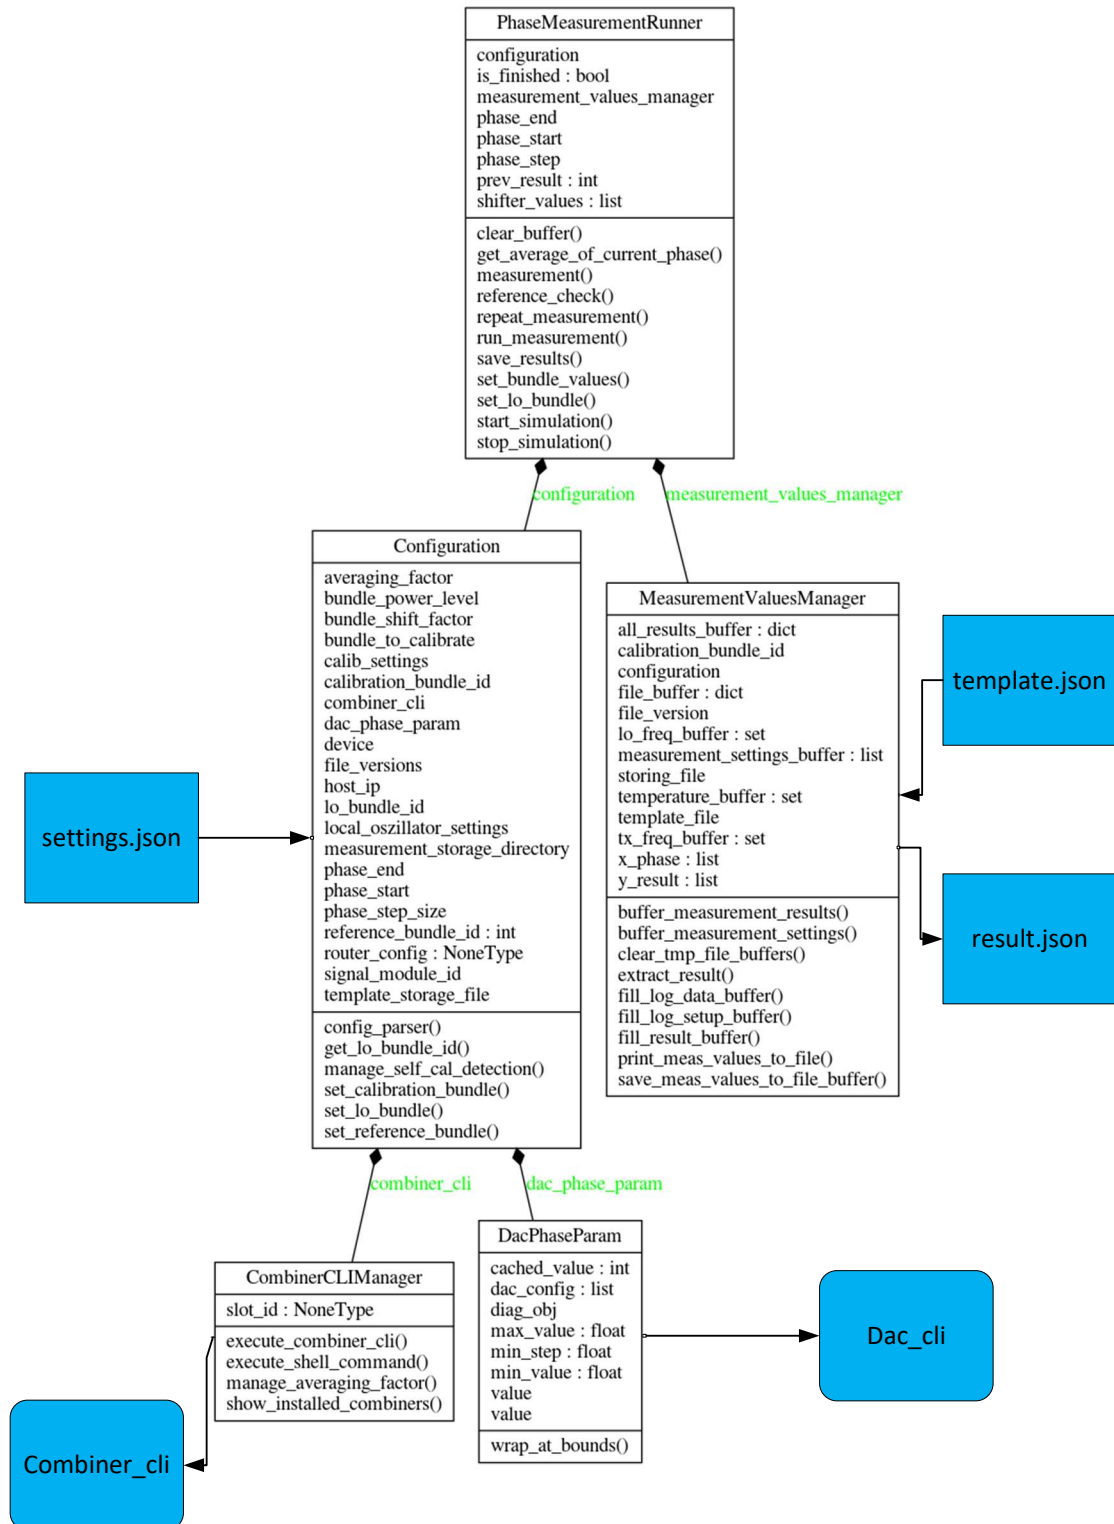 PhaseMeasurementRunner
configuration
is_finished : bool
measurement_values_manager
phase_end
phase_start
phase_step
prev_result : int
shifter_values : list
clear_buffer()
get_average_of_current_phase()
measurement()
reference_check()
repeat_measurement()
run_measurement()
save_results()
set_bundle_values()
set_lo_bundle()
start_simulation()
stop_simulation()
configuration
measurement_values_manager
Configuration
averaging_factor
bundle_power_level
bundle_shift_factor
bundle_to_calibrate
calib_settings
calibration_bundle_id
combiner_cli
dac_phase_param
device
file_versions
host_ip
lo_bundle_id
local_oszillator_settings
measurement_storage_directory
phase_end
phase_start
phase_step_size
reference_bundle_id : int
router_config : NoneType
signal_module_id
template_storage_file
config_parser()
get_lo_bundle_id()
manage_self_cal_detection()
set_calibration_bundle()
set_lo_bundle()
set_reference_bundle()
MeasurementValuesManager
all_results_buffer : dict
calibration_bundle_id
configuration
file_buffer : dict
file_version
lo_freq_buffer : set
measurement_settings_buffer : list
storing_file
temperature_buffer : set
template_file
tx_freq_buffer : set
x_phase : list
y_result : list
buffer_measurement_results()
buffer_measurement_settings()
clear_tmp_file_buffers()
extract_result()
fill_log_data_buffer()
fill_log_setup_buffer()
fill_result_buffer()
print_meas_values_to_file()
save_meas_values_to_file_buffer()
template.json
settings.json
result.json
combiner_cli
dac_phase_param
CombinerCLIManager
slot_id : NoneType
execute_combiner_cli()
execute_shell_command()
manage_averaging_factor()
show_installed_combiners()
DacPhaseParam
cached_value : int
dac_config : list
diag_obj
max_value : float
min_step : float
min_value : float
value
value
wrap_at_bounds()
Dac_cli
Combiner_cli